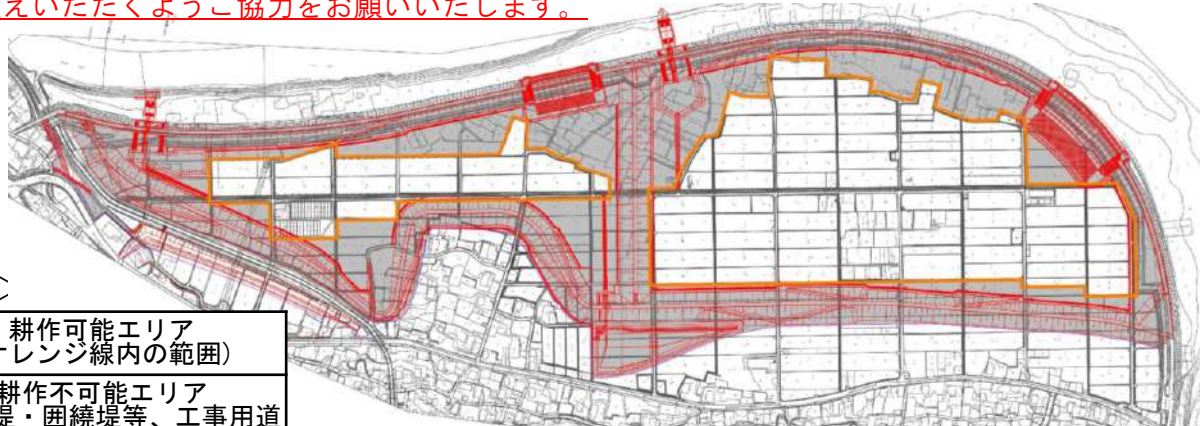 えいただくようご協力をお願いいたします。
耕作可能エリア
レンジ線内の範囲）
耕作不可能エリア
堤・囲繞堤等、工事用道